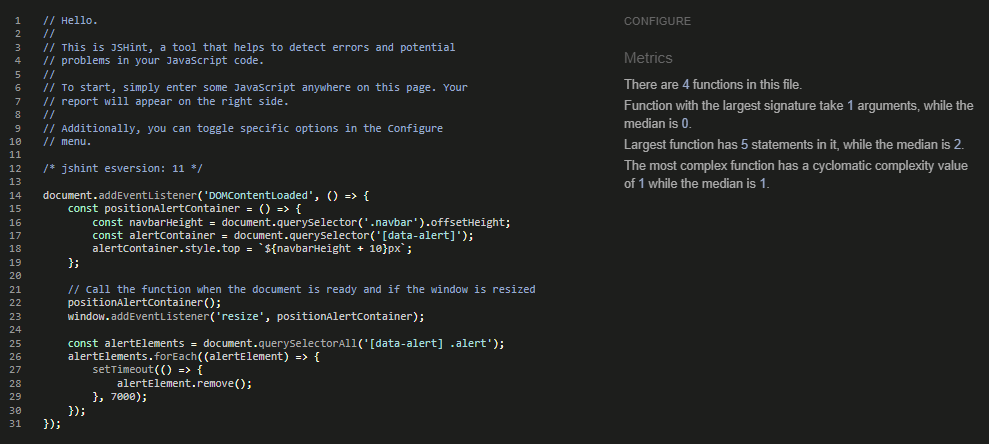 1 // Hello.
2 //
3 // This is JSHint, a tool that helps to detect errors and potential
4 // problems in your JavaScript code.
5 //
6 // To start, simply enter some JavaScript anywhere on this page. Your
7 // report will appear on the right side.
8 //
9 // Additionally, you can toggle specific options in the Configure
10 // menu.
11
12 /* jshint esversion: 11 */
13
14 document.addEventListener('DOMContentLoaded', () => {
15     const positionAlertContainer = () => {
16         const navbarHeight = document.querySelector('.navbar').offsetHeight;
17         const alertContainer = document.querySelector('[data-alert]');
18         alertContainer.style.top = `${navbarHeight + 10}px`;
19     };
20
21     // Call the function when the document is ready and if the window is resized
22     positionAlertContainer();
23     window.addEventListener('resize', positionAlertContainer);
24
25     const alertElements = document.querySelectorAll('[data-alert] .alert');
26     alertElements.forEach((alertElement) => {
27         setTimeout(() => {
28             alertElement.remove();
29         }, 7000);
30     });
31 });
CONFIGURE
Metrics
There are 4 functions in this file.
Function with the largest signature take 1 arguments, while the
median is 0.
Largest function has 5 statements in it, while the median is 2.
The most complex function has a cyclomatic complexity value
of 1 while the median is 1.